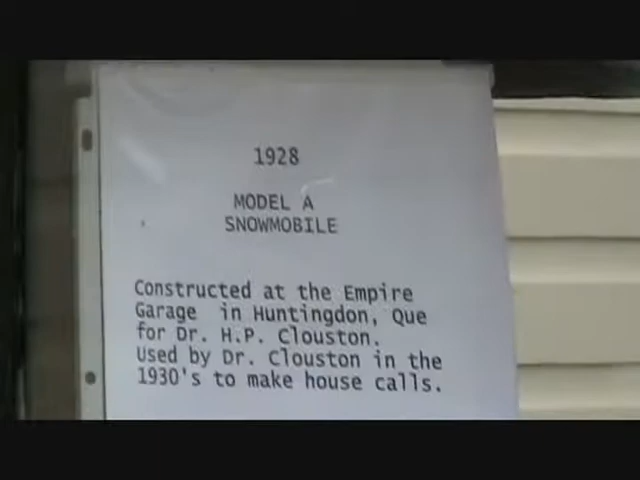 1928
MODEL A
SNOWMOBILE
Constructed at the Empire
Garage in Huntingdon, Que
for Dr. H.P. Clouston.
Used by Dr. Clouston in the
1930's to make house calls.